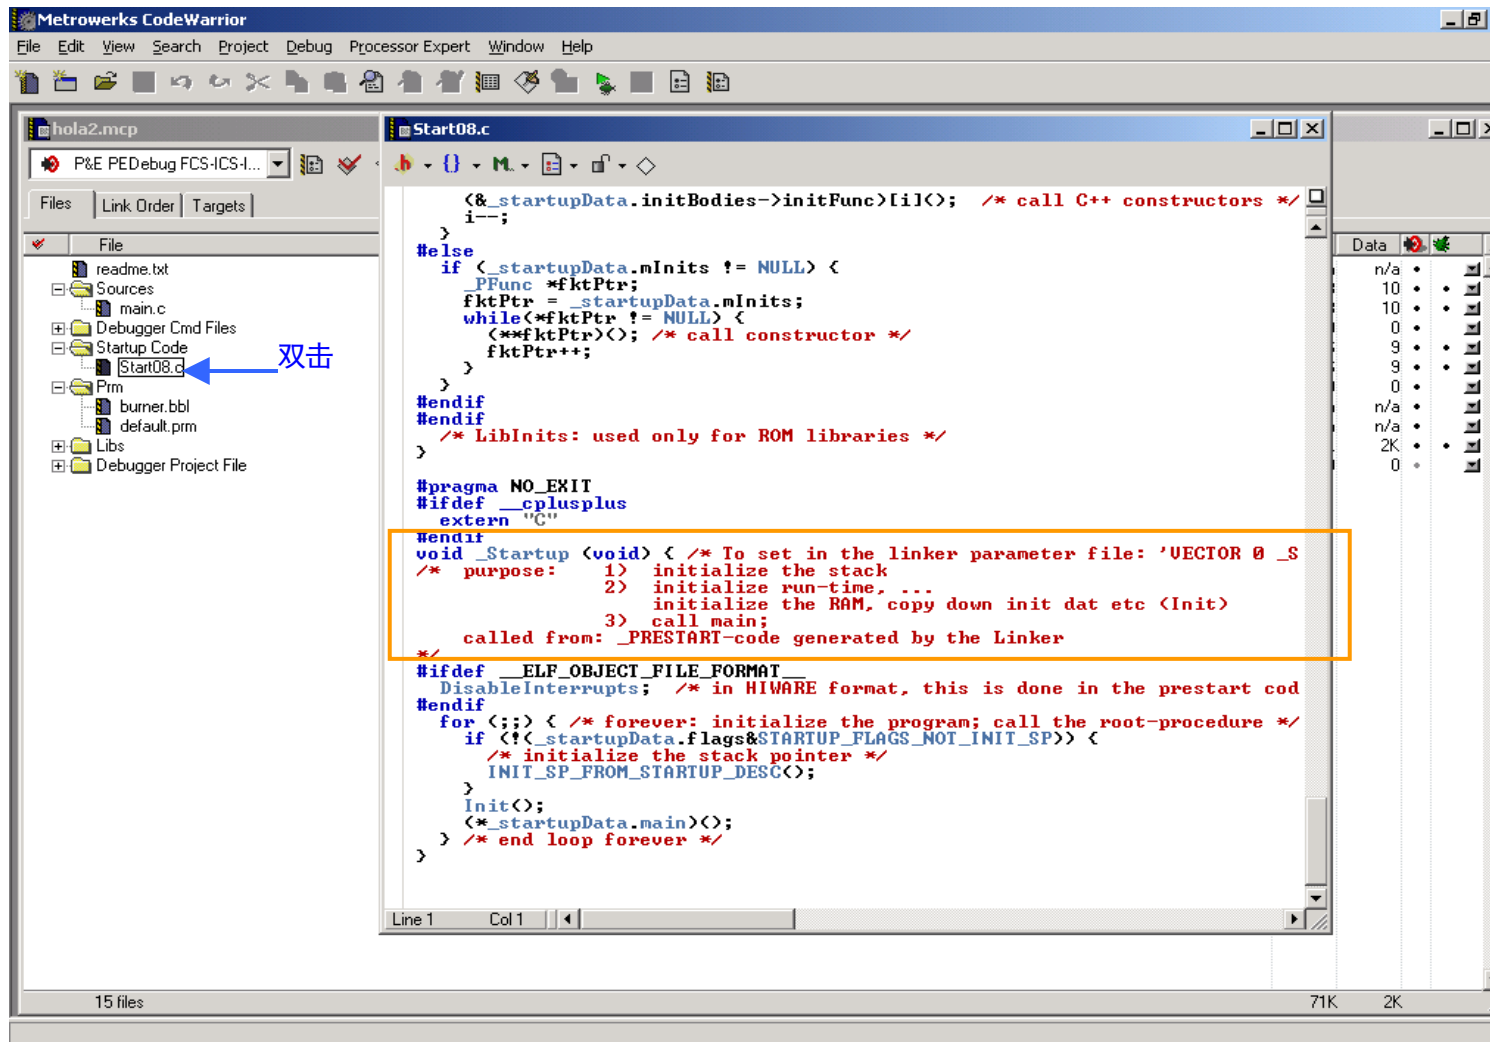 Metrowerks CodeWarrior
File Edit View Search Project Debug Processor Expert Window Help
hola2.mcp
P&E PEDebug FCS-ICS-I...
Files Link Order Targets
File
readme.txt
Sources
main.c
Debugger Cmd Files
Startup Code
Start08.c
双击
Prm
burner.bbl
default.prm
Libs
Debugger Project File
15 files
Start08.c
(&_startupData.initBodies->initFunc)[i](); /* call C++ constructors */
i--;
}
#else
if (_startupData.mInits != NULL) {
_PFunc *fktPtr;
fktPtr = _startupData.mInits;
while(*fktPtr != NULL) {
(**fktPtr)(); /* call constructor */
fktPtr++;
}
}
#endif
#endif
/* LibInits: used only for ROM libraries */
}
#pragma NO_EXIT
#ifdef __cplusplus
extern "C"
#endif
void _Startup (void) { /* To set in the linker parameter file: 'VECTOR 0 _S
/* purpose: 1) initialize the stack
2) initialize run-time, ...
initialize the RAM, copy down init dat etc (Init)
3) call main;
called from: _PRESTART-code generated by the Linker
*/
#ifdef __ELF_OBJECT_FILE_FORMAT__
DisableInterrupts; /* in HIWARE format, this is done in the prestart cod
#endif
for (;;) { /* forever: initialize the program; call the root-procedure */
if (!(_startupData.flags&STARTUP_FLAGS_NOT_INIT_SP)) {
/* initialize the stack pointer */
INIT_SP_FROM_STARTUP_DESC();
}
Init();
(*_startupData.main)();
} /* end loop forever */
}
Line 1 Col 1
Data
n/a
10
10
0
9
9
0
n/a
n/a
2K
0
71K 2K